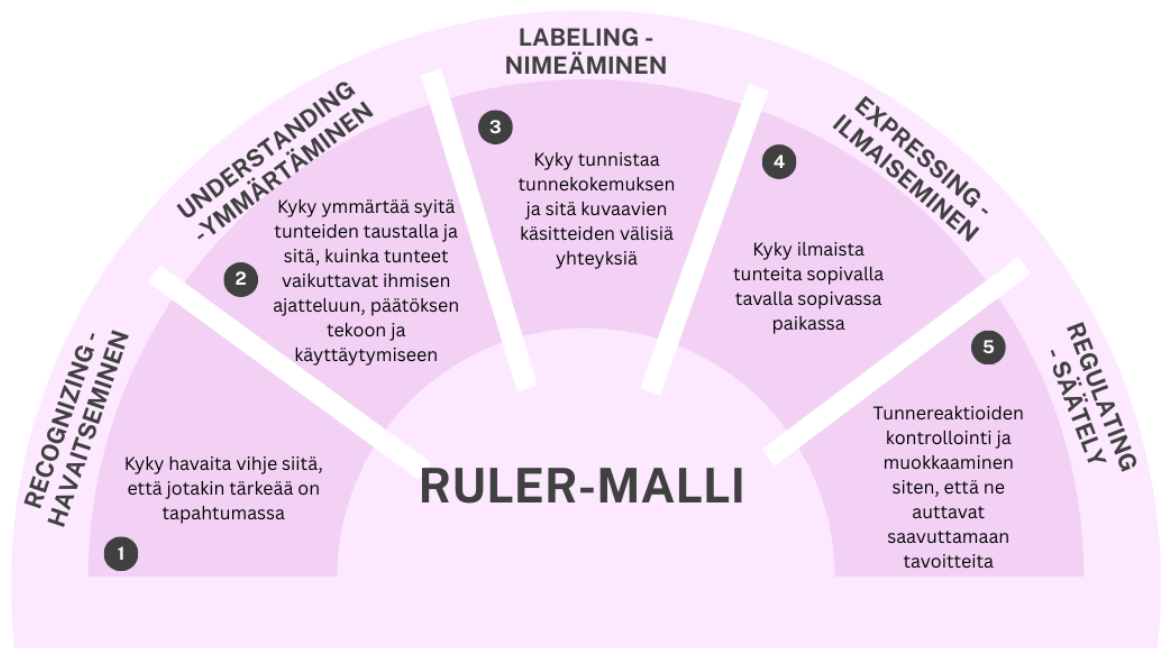 RECOGNIZING -
HAVAITSEMINEN
1
Kyky havaita vihje siitä,
että jotakin tärkeää on
tapahtumassa
UNDERSTANDING
-YMMÄRTÄMINEN
2
Kyky ymmärtää syitä
tunteiden taustalla ja
sitä, kuinka tunteet
vaikuttavat ihmisen
ajatteluun, päätöksen
tekoon ja
käyttäytymiseen
LABELING -
NIMEÄMINEN
3
Kyky tunnistaa
tunnekokemuksen
ja sitä kuvaavien
käsitteiden välisiä
yhteyksiä
EXPRESSING -
ILMAISEMINEN
4
Kyky ilmaista
tunteita sopivalla
tavalla sopivassa
paikassa
REGULATING
- SÄÄTELY
5
Tunnereaktioiden
kontrollointi ja
muokkaaminen
siten, että ne
auttavat
saavuttamaan
tavoitteita
RULER-MALLI